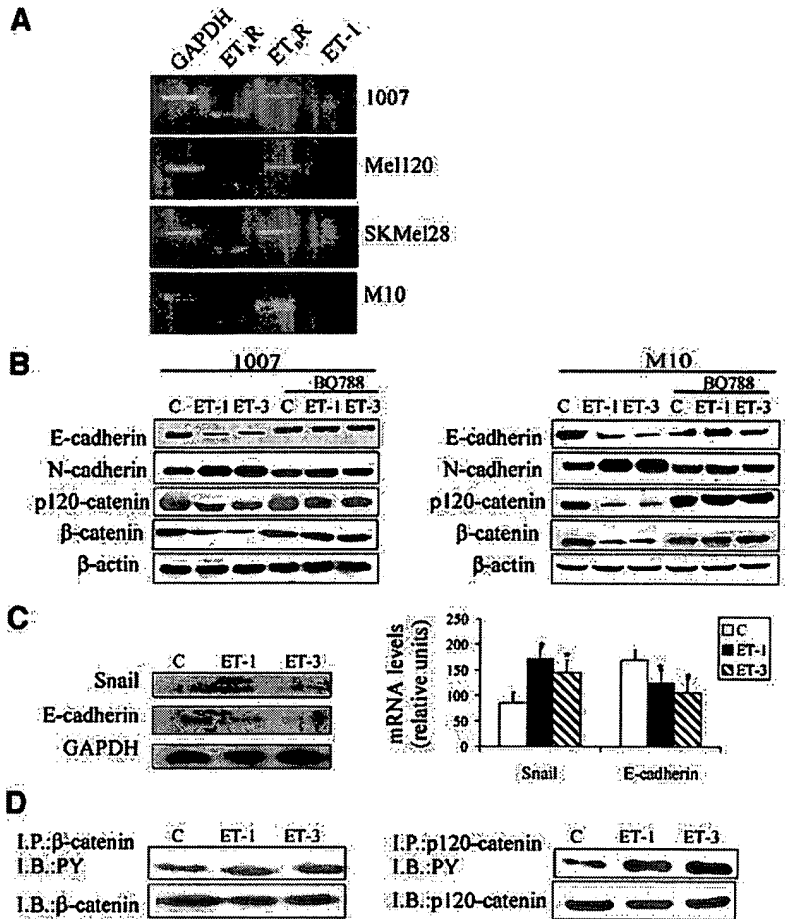 A
GAPDH ETAR ETBR ET-1
1007
Mel120
SKMel28
M10
B
1007
BQ788
C ET-1 ET-3 C ET-1 ET-3
E-cadherin
N-cadherin
p120-catenin
β-catenin
β-actin
M10
BQ788
C ET-1 ET-3 C ET-1 ET-3
E-cadherin
N-cadherin
p120-catenin
β-catenin
β-actin
C
C ET-1 ET-3
Snail
E-cadherin
GAPDH
mRNA levels
(relative units)
250
200
150
100
50
0
Snail E-cadherin
C
ET-1
ET-3
D
C ET-1 ET-3
I.P.:β-catenin
I.B.:PY
I.B.:β-catenin
C ET-1 ET-3
I.P.:p120-catenin
I.B.:PY
I.B.:p120-catenin